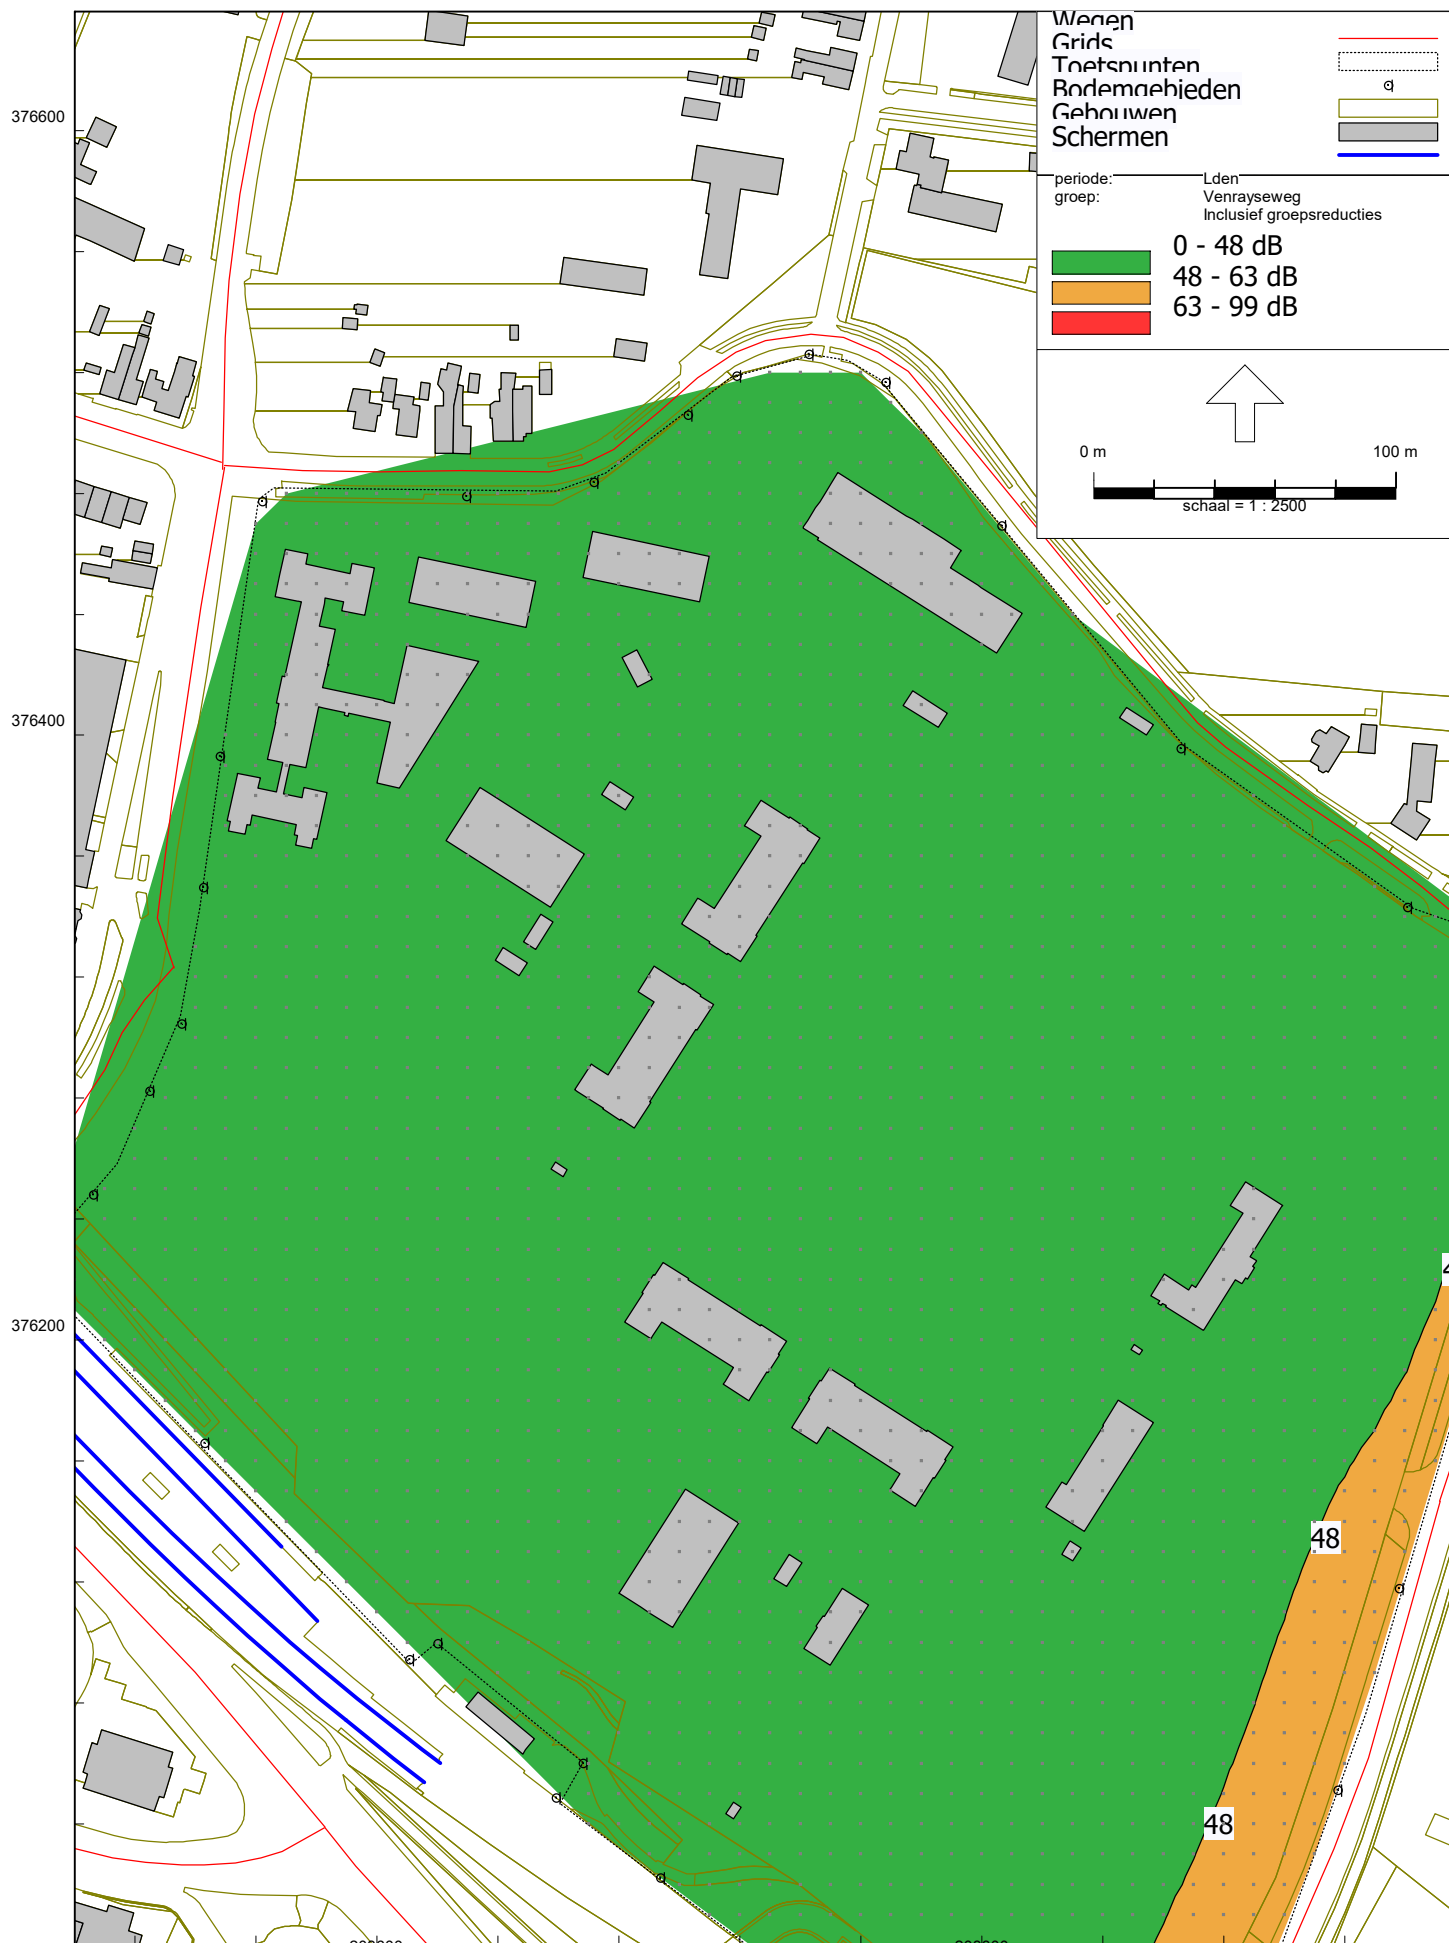 Wegen
Grids
Toetspunten
Bodemgebieden
Gebouwen
Schermen
periode: Lden
groep: Venrayseweg
Inclusief groepsreducties
0 - 48 dB
48 - 63 dB
63 - 99 dB
0 m 100 m
schaal = 1 : 2500
376600
376400
376200
48
48